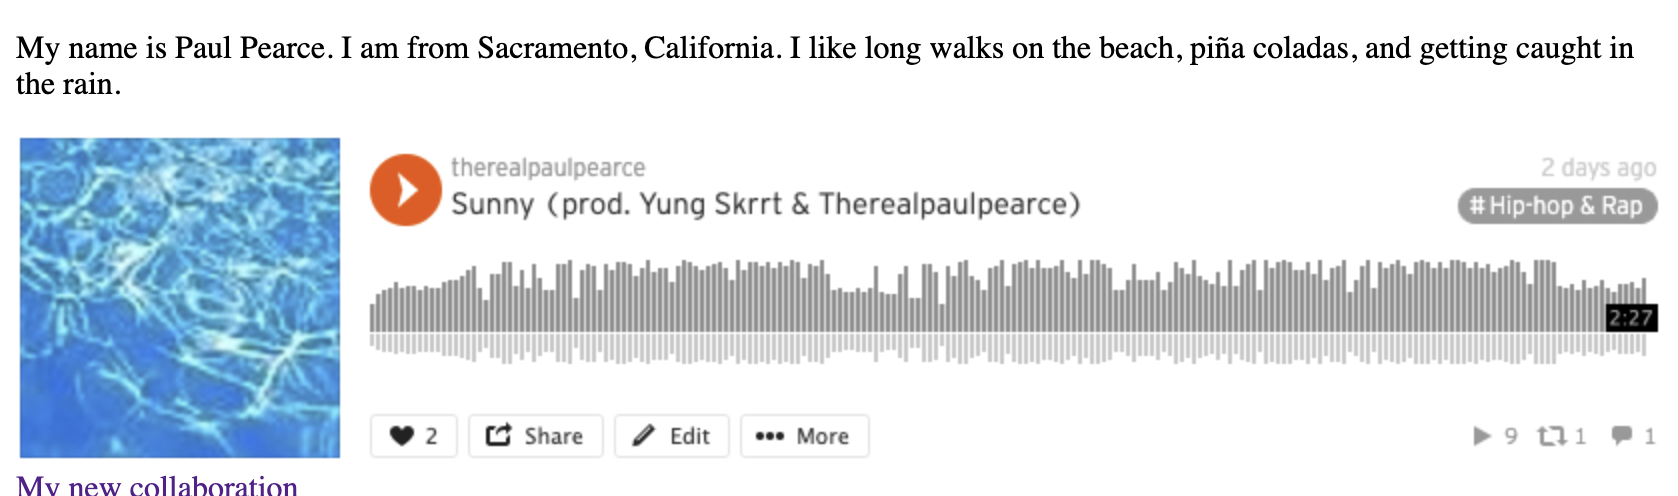 My name is Paul Pearce. I am from Sacramento, California. I like long walks on the beach, piña coladas, and getting caught in
the rain.
therealpaulpearce
2 days ago
Sunny (prod. Yung Skrrt & Therealpaulpearce)
# Hip-hop & Rap
2:27
2
Share
Edit
More
9
1
1
My new collaboration